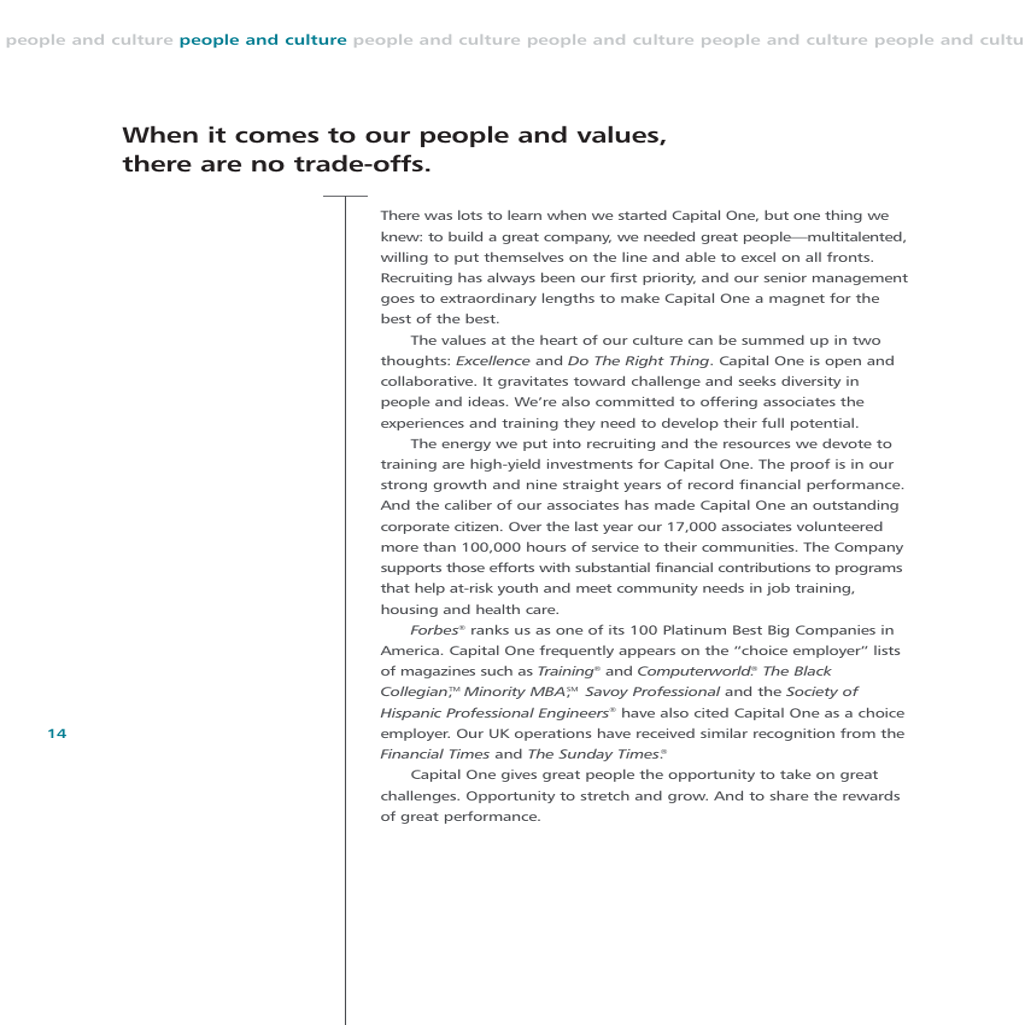 people and culture people and culture people and culture people and culture people and culture people and cultu
When it comes to our people and values,
there are no trade-offs.
There was lots to learn when we started Capital One, but one thing we
knew: to build a great company, we needed great people—multitalented,
willing to put themselves on the line and able to excel on all fronts.
Recruiting has always been our first priority, and our senior management
goes to extraordinary lengths to make Capital One a magnet for the
best of the best.
The values at the heart of our culture can be summed up in two
thoughts: Excellence and Do The Right Thing. Capital One is open and
collaborative. It gravitates toward challenge and seeks diversity in
people and ideas. We’re also committed to offering associates the
experiences and training they need to develop their full potential.
The energy we put into recruiting and the resources we devote to
training are high-yield investments for Capital One. The proof is in our
strong growth and nine straight years of record financial performance.
And the caliber of our associates has made Capital One an outstanding
corporate citizen. Over the last year our 17,000 associates volunteered
more than 100,000 hours of service to their communities. The Company
supports those efforts with substantial financial contributions to programs
that help at-risk youth and meet community needs in job training,
housing and health care.
Forbes® ranks us as one of its 100 Platinum Best Big Companies in
America. Capital One frequently appears on the “choice employer” lists
of magazines such as Training® and Computerworld.® The Black
Collegian,™ Minority MBA,℠ Savoy Professional and the Society of
Hispanic Professional Engineers® have also cited Capital One as a choice
employer. Our UK operations have received similar recognition from the
Financial Times and The Sunday Times.®
Capital One gives great people the opportunity to take on great
challenges. Opportunity to stretch and grow. And to share the rewards
of great performance.
14